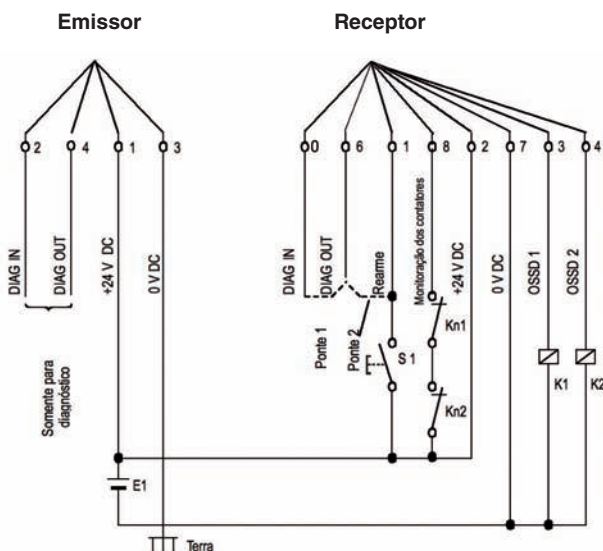 Emissor
Receptor
2
4
1
3
0
6
1
8
2
7
3
4
DIAG IN
DIAG OUT
+24 V DC
0 V DC
DIAG IN
DIAG OUT
Rearme
Monitoração dos contatores
+24 V DC
0 V DC
OSSD 1
OSSD 2
Ponte 1
Ponte 2
S 1
Kn1
Kn2
K1
K2
Somente para
diagnóstico
E1
Terra